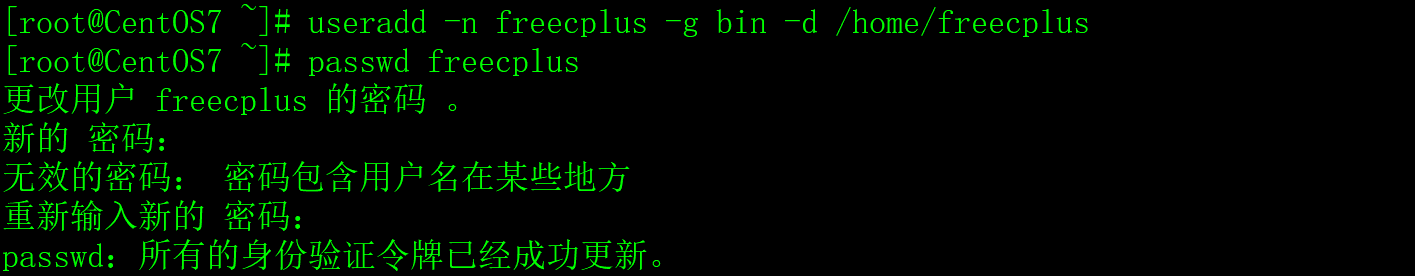 [root@CentOS7 ~]# useradd -n freecplus -g bin -d /home/freecplus
[root@CentOS7 ~]# passwd freecplus
更改用户 freecplus 的密码 。
新的 密码：
无效的密码： 密码包含用户名在某些地方
重新输入新的 密码：
passwd：所有的身份验证令牌已经成功更新。